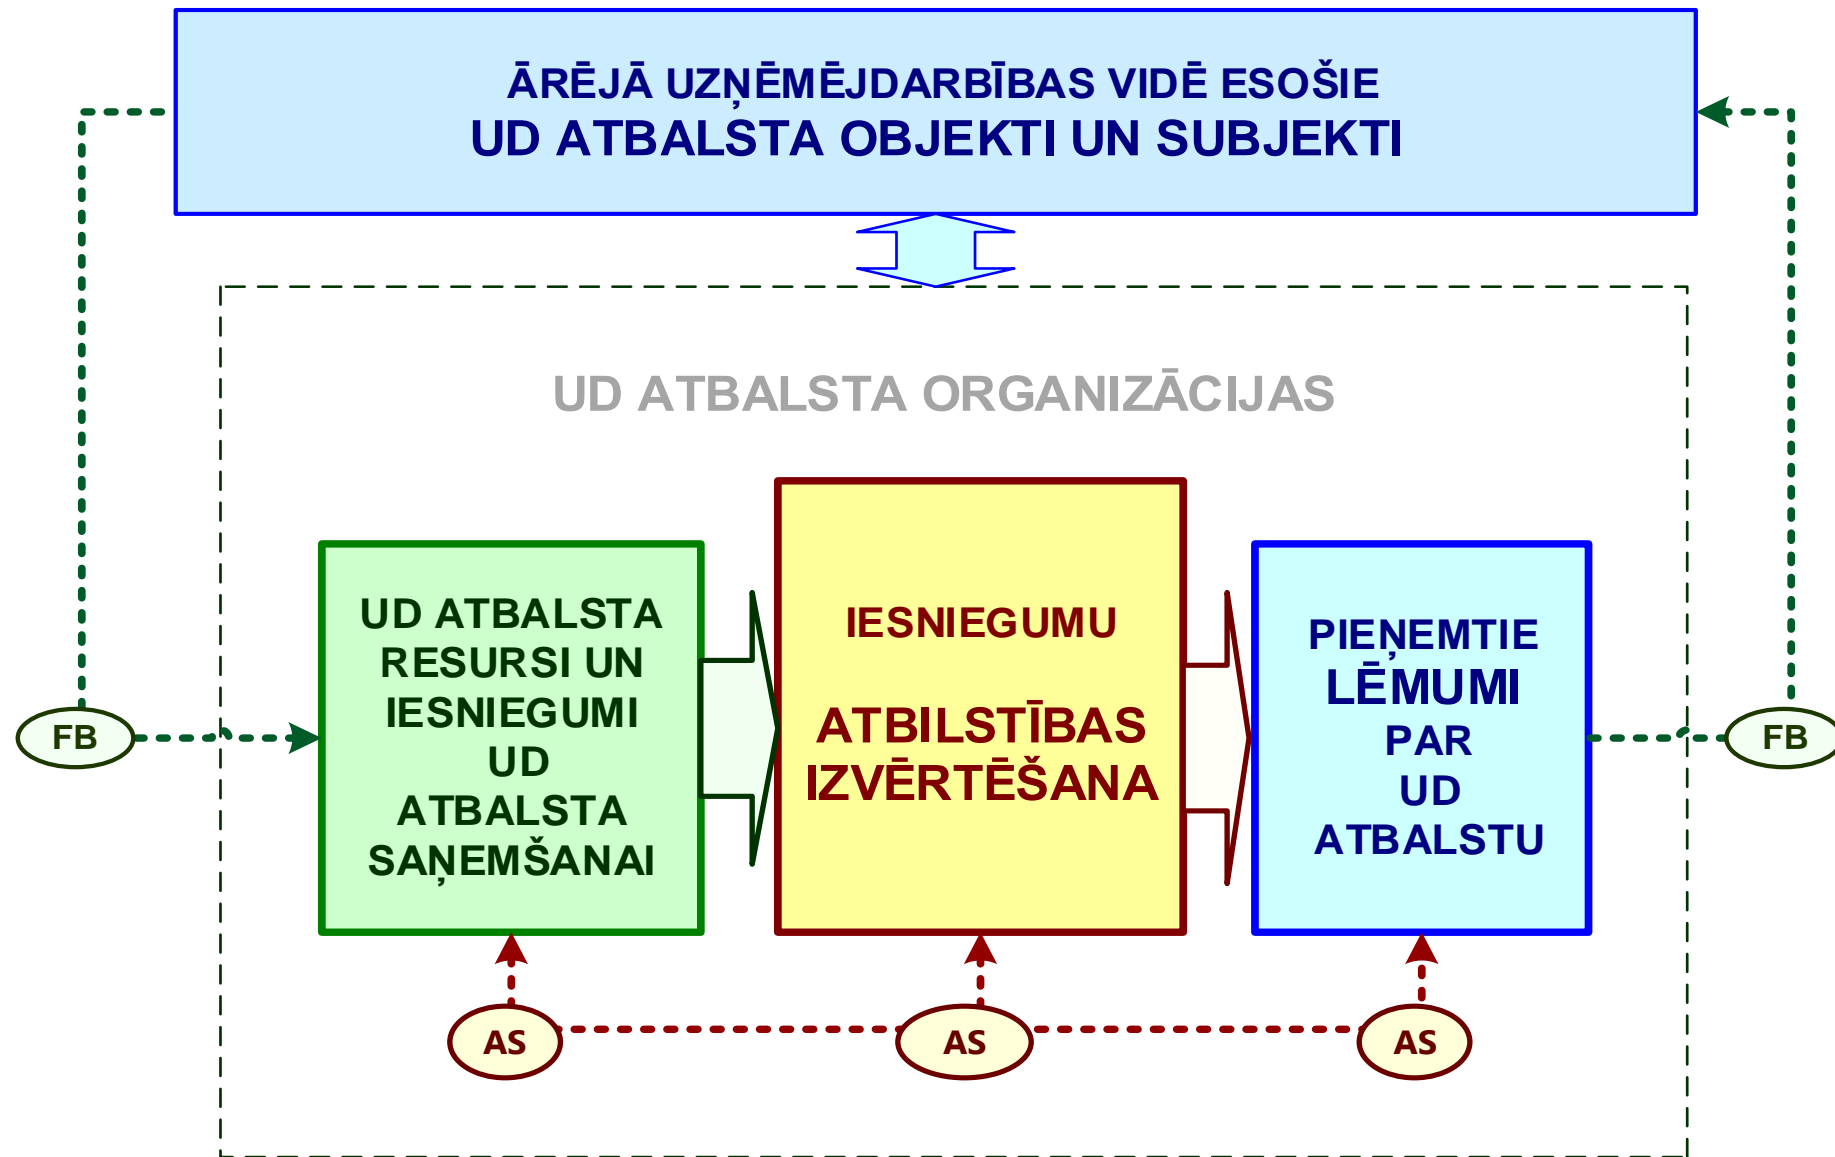 ĀRĒJĀ UZŅĒMĒJDARBĪBAS VIDĒ ESOŠIE
UD ATBALSTA OBJEKTI UN SUBJEKTI
UD ATBALSTA ORGANIZĀCIJAS
UD ATBALSTA
RESURSI UN
IESNIEGUMI
UD
ATBALSTA
SAŅEMŠANAI
IESNIEGUMU
ATBILSTĪBAS
IZVĒRTĒŠANA
PIEŅEMTIE
LĒMUMI
PAR
UD
ATBALSTU
FB
FB
AS
AS
AS